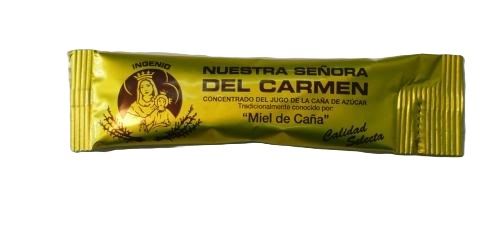 INGENIO
NUESTRA SEÑORA
DEL CARMEN
CONCENTRADO DEL JUGO DE LA CAÑA DE AZÚCAR
Tradicionalmente conocido por:
"Miel de Caña"
Calidad
Selecta